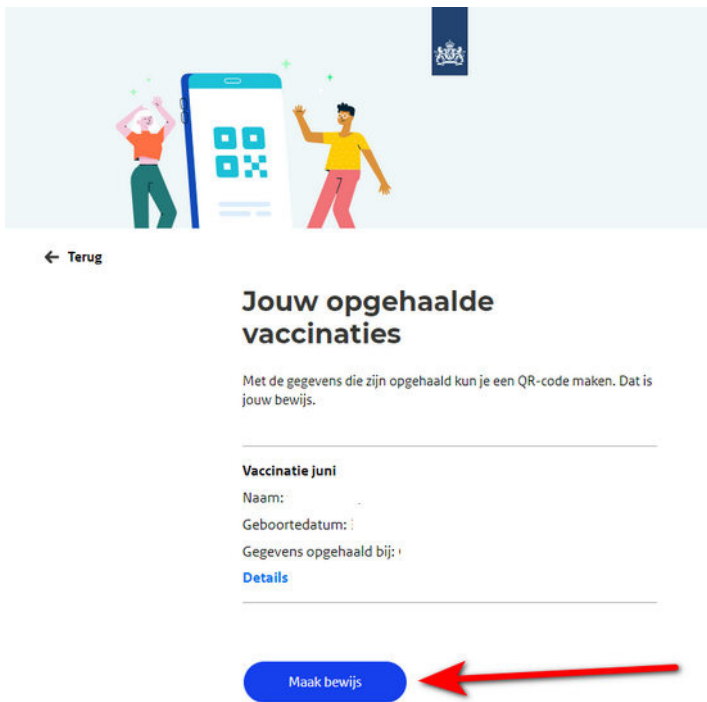 ← Terug
Jouw opgehaalde
vaccinaties
Met de gegevens die zijn opgehaald kun je een QR-code maken. Dat is
jouw bewijs.
Vaccinatie juni
Naam:
Geboortedatum:
Gegevens opgehaald bij:
Details
Maak bewijs